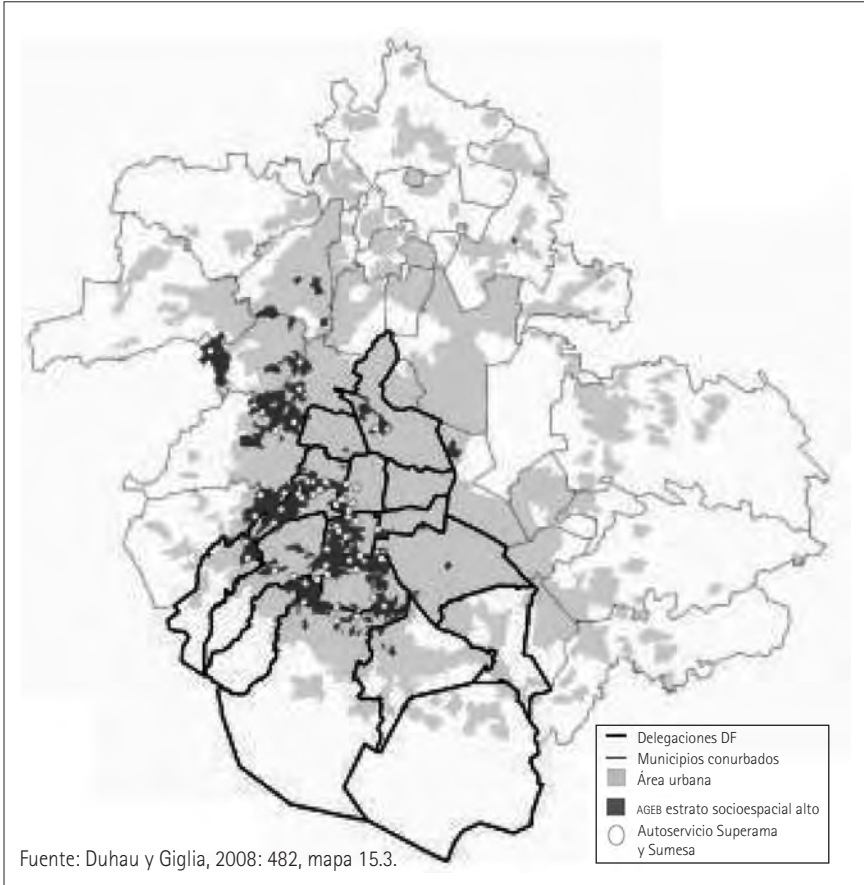 Delegaciones DF
Municipios conurbados
Área urbana
AGEB estrato socioespacial alto
Autoservicio Superama
y Sumesa
Fuente: Duhau y Giglia, 2008: 482, mapa 15.3.